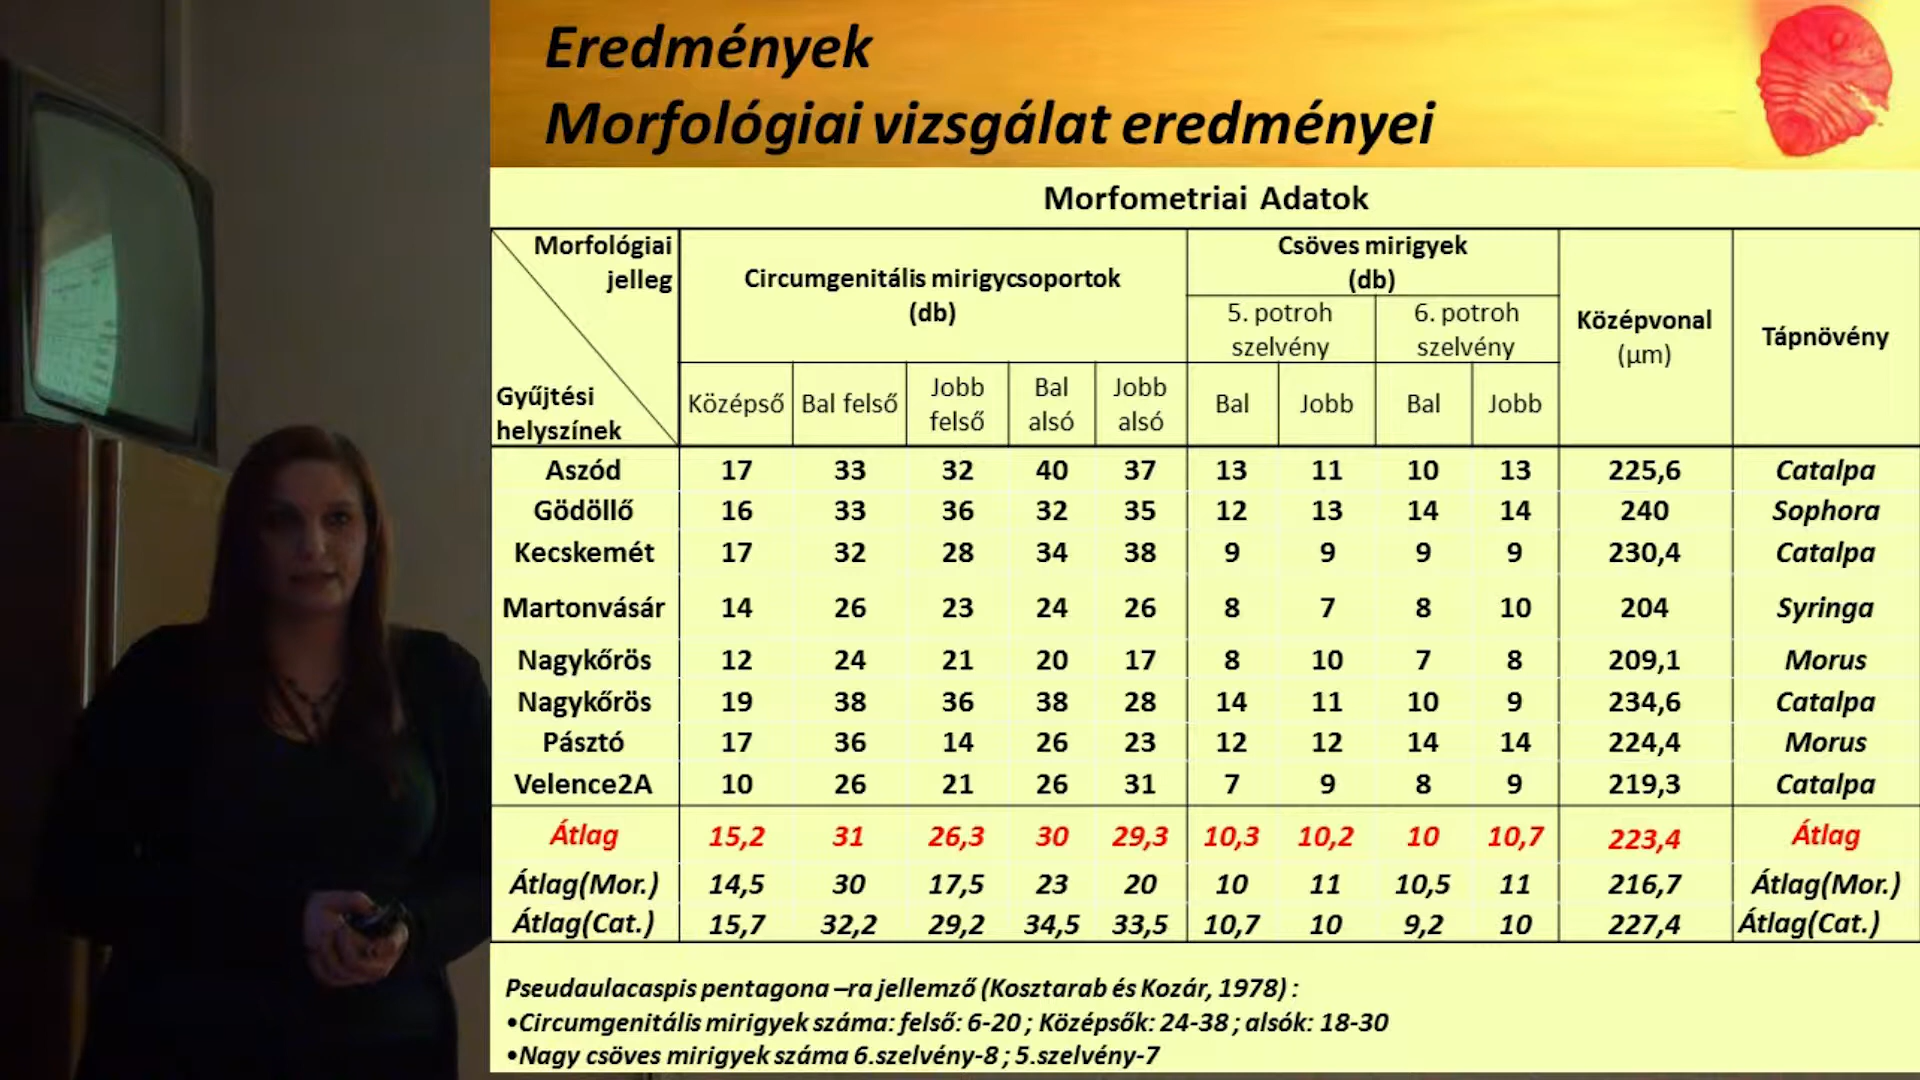 Eredmények
Morfológiai vizsgálat eredményei
Morfometriai Adatok
Morfológiai jelleg
Gyűjtési helyszínek
Circumgenitális mirigycsoportok (db)
Csöves mirigyek (db)
5. potroh szelvény
6. potroh szelvény
Középvonal (µm)
Tápnövény
Középső Bal felső Jobb felső Bal alsó Jobb alsó Bal Jobb Bal Jobb
Aszód 17 33 32 40 37 13 11 10 13 225,6 Catalpa
Gödöllő 16 33 36 32 35 12 13 14 14 240 Sophora
Kecskemét 17 32 28 34 38 9 9 9 9 230,4 Catalpa
Martonvásár 14 26 23 24 26 8 7 8 10 204 Syringa
Nagykőrös 12 24 21 20 17 8 10 7 8 209,1 Morus
Nagykőrös 19 38 36 38 28 14 11 10 9 234,6 Catalpa
Pásztó 17 36 14 26 23 12 12 14 14 224,4 Morus
Velence2A 10 26 21 26 31 7 9 8 9 219,3 Catalpa
Átlag 15,2 31 26,3 30 29,3 10,3 10,2 10 10,7 223,4 Átlag
Átlag(Mor.) 14,5 30 17,5 23 20 10 11 10,5 11 216,7 Átlag(Mor.)
Átlag(Cat.) 15,7 32,2 29,2 34,5 33,5 10,7 10 9,2 10 227,4 Átlag(Cat.)
Pseudaulacaspis pentagona –ra jellemző (Kosztarab és Kozár, 1978) :
•Circumgenitális mirigyek száma: felső: 6-20 ; Középsők: 24-38 ; alsók: 18-30
•Nagy csöves mirigyek száma 6.szelvény-8 ; 5.szelvény-7